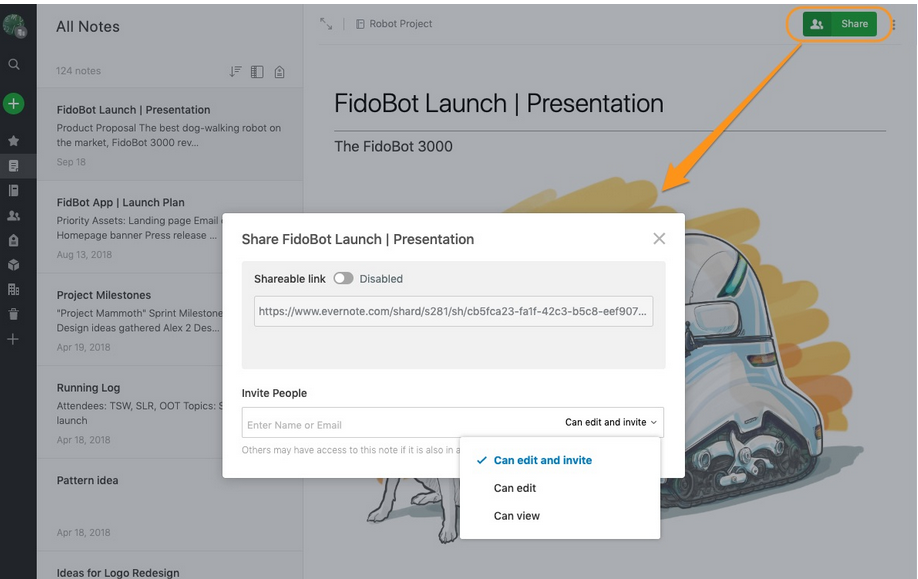 All Notes
124 notes
FidoBot Launch | Presentation
Product Proposal The best dog-walking robot on
the market, FidoBot 3000 rev...
Sep 18
FidBot App | Launch Plan
Priority Assets: Landing page Email
Homepage banner Press release ...
Aug 13, 2018
Project Milestones
"Project Mammoth" Sprint Milestone
Design ideas gathered Alex 2 Des...
Apr 19, 2018
Running Log
Attendees: TSW, SLR, OOT Topics: S
launch
Apr 18, 2018
Pattern idea
Apr 18, 2018
Ideas for Logo Redesign
Robot Project
Share
FidoBot Launch | Presentation
The FidoBot 3000
Share FidoBot Launch | Presentation
Shareable link Disabled
https://www.evernote.com/shard/s281/sh/cb5fca23-fa1f-42c3-b5c8-eef907...
Invite People
Enter Name or Email Can edit and invite
Others may have access to this note if it is also in a
Can edit and invite
Can edit
Can view